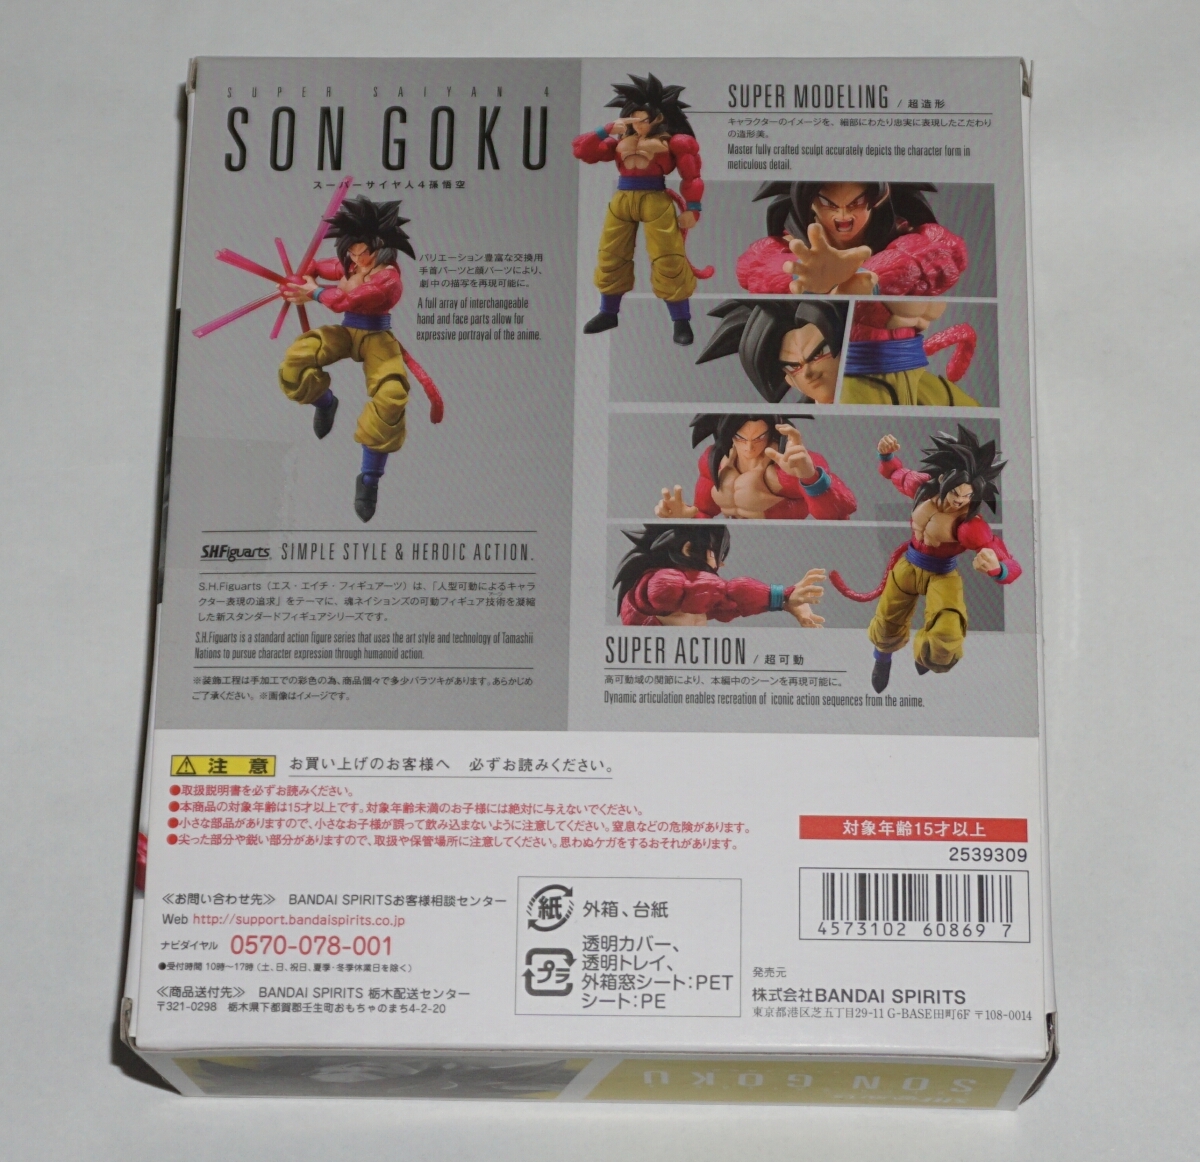 SUPER SAIYAN 4
SON GOKU
スーパーサイヤ人4孫悟空
バリエーション豊富な交換用
手首パーツと顔パーツにより、
劇中の描写を再現可能に。
A full array of interchangeable
hand and face parts allow for
expressive portrayal of the anime.
S.H.Figuarts SIMPLE STYLE & HEROIC ACTION.
S.H.Figuarts（エス・エイチ・フィギュアーツ）は、「人型可動によるキャラ
クター表現の追求」をテーマに、魂ネイションズの可動フィギュア技術を凝縮
した新スタンダードフィギュアシリーズです。
S.H.Figuarts is a standard action figure series that uses the art style and technology of Tamashii
Nations to pursue character expression through humanoid action.
※装飾工程は手加工での彩色の為、商品個々で多少バラツキがあります。あらかじめ
ご了承ください。 ※画像はイメージです。
SUPER MODELING / 超造形
キャラクターのイメージを、細部にわたり忠実に表現したこだわり
の造形美。
Master fully crafted sculpt accurately depicts the character form in
meticulous detail.
SUPER ACTION / 超可動
高可動域の関節により、本編中のシーンを再現可能に。
Dynamic articulation enables recreation of iconic action sequences from the anime.
注意 お買い上げのお客様へ 必ずお読みください。
●取扱説明書を必ずお読みください。
●本商品の対象年齢は15才以上です。対象年齢未満のお子様には絶対に与えないでください。
●小さな部品がありますので、小さなお子様が誤って飲み込まないように注意してください。窒息などの危険があります。
●尖った部分や鋭い部分がありますので、取扱や保管場所に注意してください。思わぬケガをするおそれがあります。
対象年齢15才以上
2539309
4573102 60869 7
≪お問い合わせ先≫ BANDAI SPIRITSお客様相談センター
Web http://support.bandaispirits.co.jp
ナビダイヤル 0570-078-001
●受付時間 10時〜17時（土、日、祝日、夏季・冬季休業日を除く）
≪商品送付先≫ BANDAI SPIRITS 栃木配送センター
〒321-0298 栃木県下都賀郡壬生町おもちゃのまち4-2-20
紙 外箱、台紙
プラ 透明カバー、
透明トレイ、
外箱窓シート：PET
シート：PE
発売元
株式会社BANDAI SPIRITS
東京都港区芝五丁目29-11 G-BASE田町6F 〒108-0014
SON GOKU
S.H.Figuarts